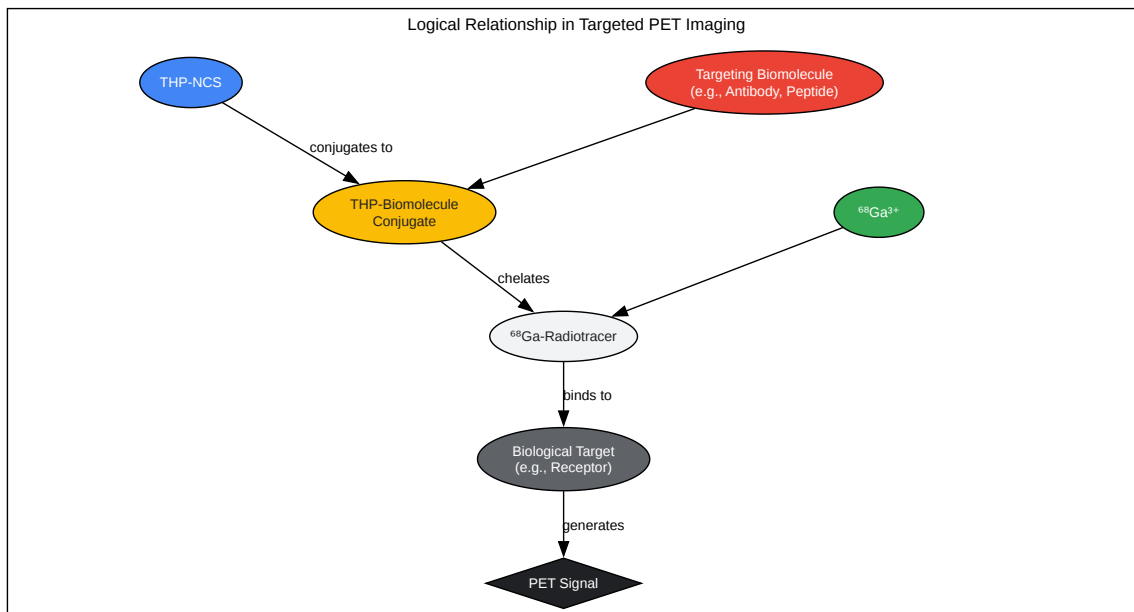 Logical Relationship in Targeted PET Imaging
THP-NCS
Targeting Biomolecule
(e.g., Antibody, Peptide)
conjugates to
THP-Biomolecule
Conjugate
⁶⁸Ga³⁺
chelates
⁶⁸Ga-Radiotracer
binds to
Biological Target
(e.g., Receptor)
generates
PET Signal